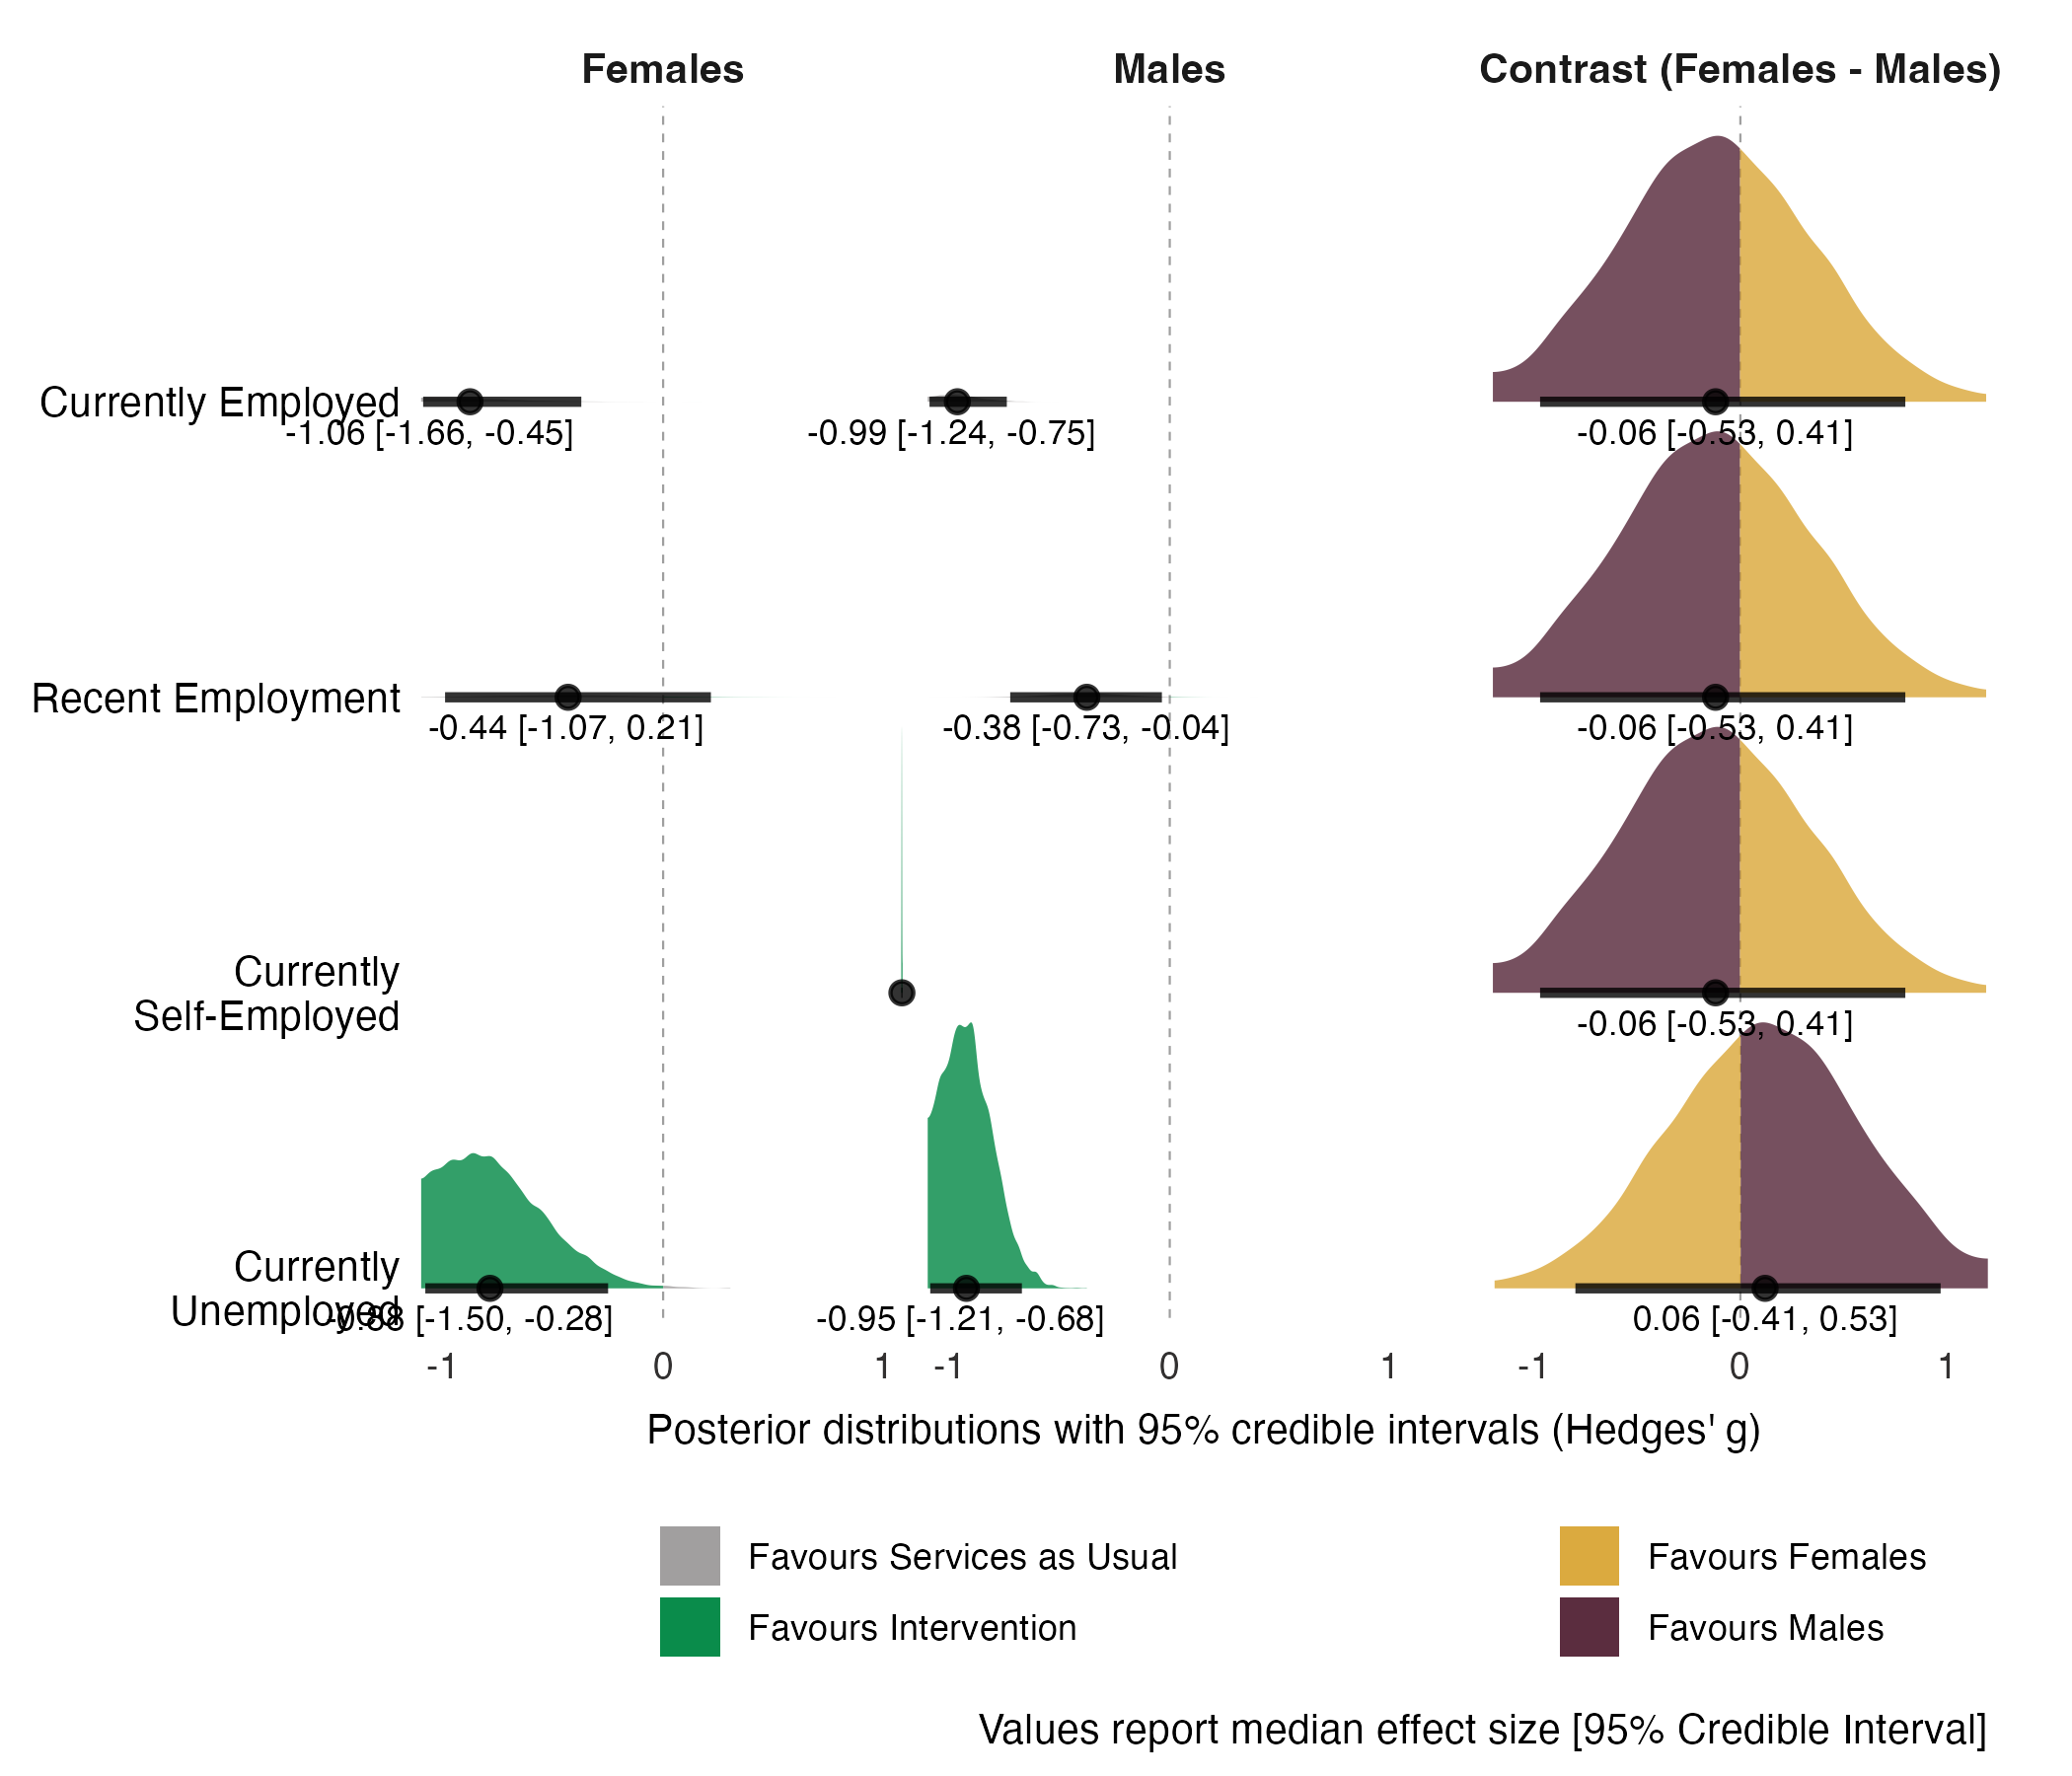 Females Males Contrast (Females - Males)
Currently Employed
-1.06 [-1.66, -0.45] -0.99 [-1.24, -0.75] -0.06 [-0.53, 0.41]
Recent Employment
-0.44 [-1.07, 0.21] -0.38 [-0.73, -0.04] -0.06 [-0.53, 0.41]
Currently
Self-Employed
-0.06 [-0.53, 0.41]
Currently
Unemployed
-0.88 [-1.50, -0.28] -0.95 [-1.21, -0.68] 0.06 [-0.41, 0.53]
-1 0 1 -1 0 1 -1 0 1
Posterior distributions with 95% credible intervals (Hedges' g)
Favours Services as Usual Favours Females
Favours Intervention Favours Males
Values report median effect size [95% Credible Interval]